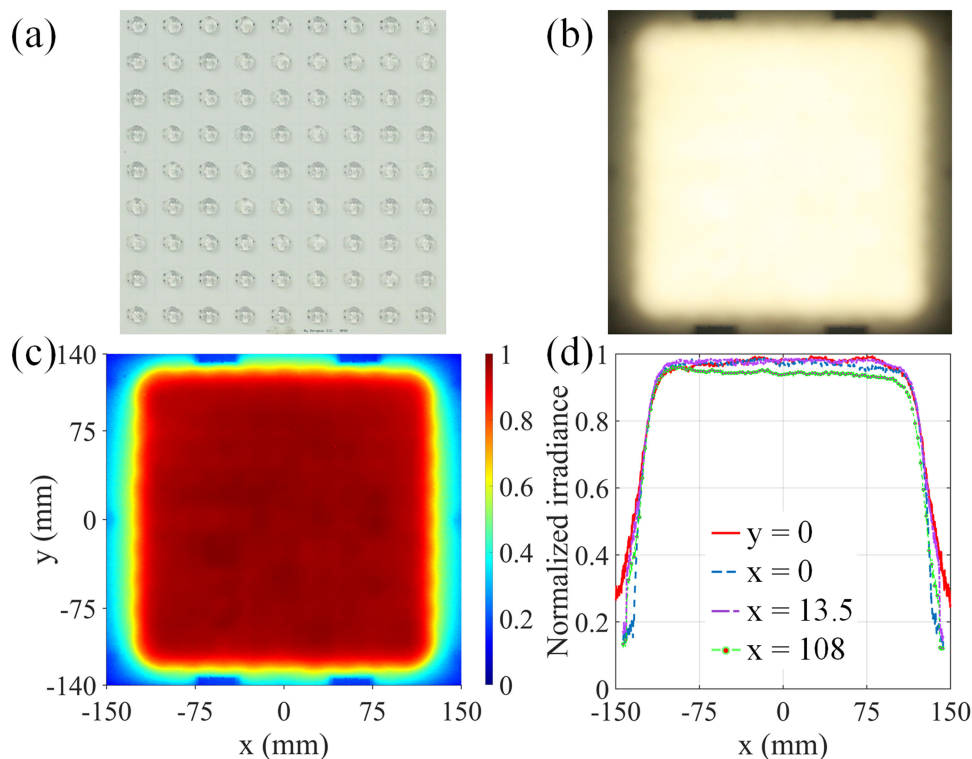 (a)
(b)
(c)
140
75
0
-75
-140
y (mm)
-150
-75
0
75
150
x (mm)
1
0.8
0.6
0.4
0.2
0
(d)
1
0.8
0.6
0.4
0.2
0
Normalized irradiance
y = 0
x = 0
x = 13.5
x = 108
-150
-75
0
75
150
x (mm)